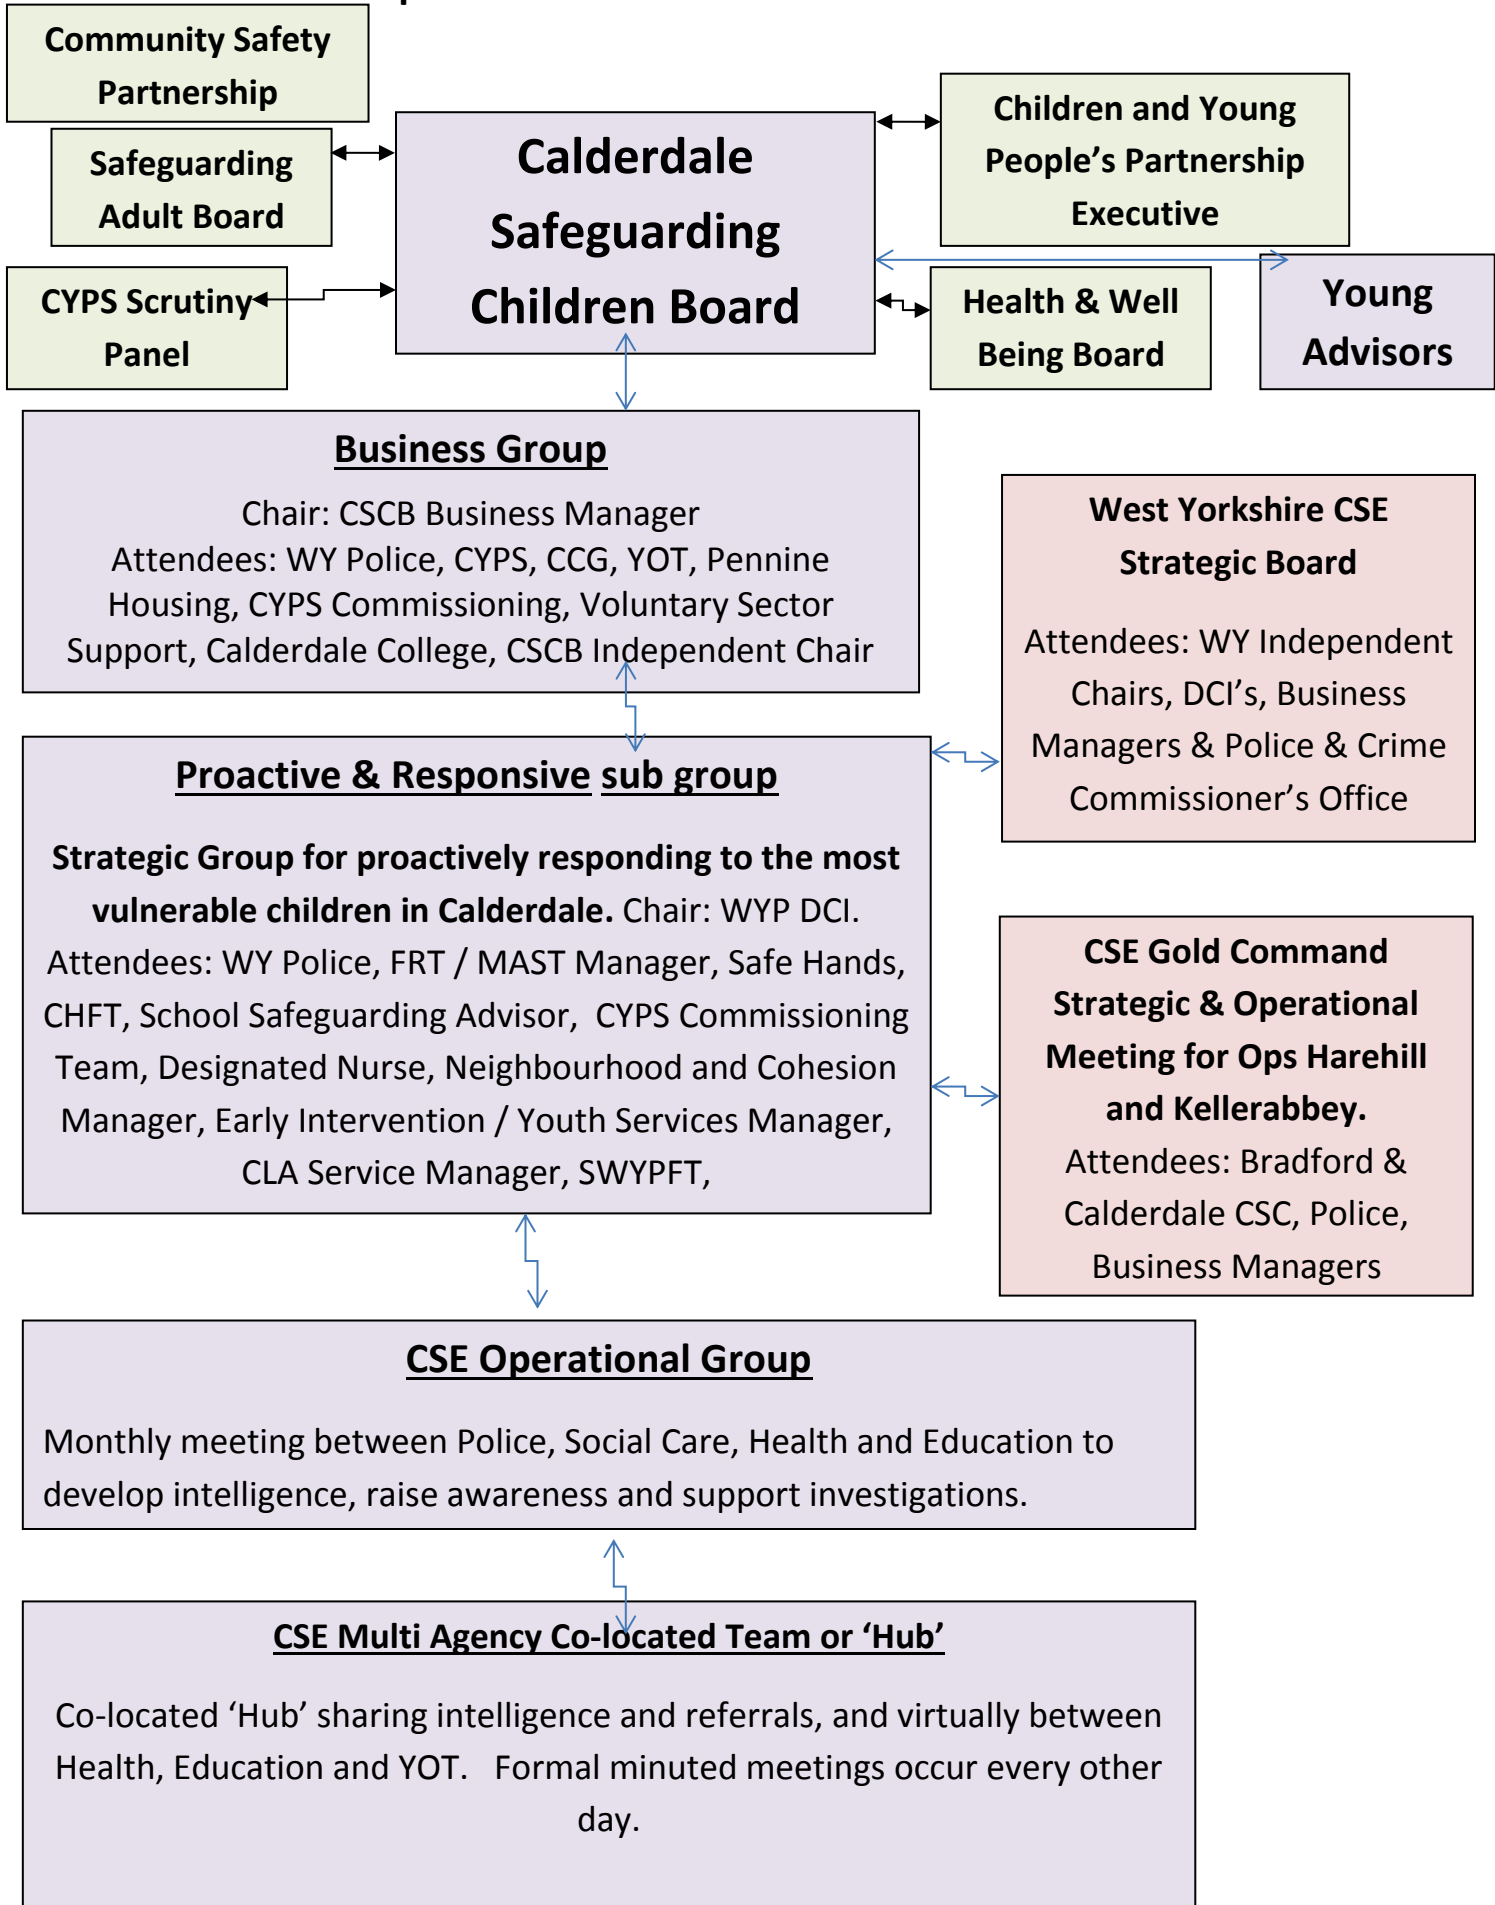 Community Safety
Partnership
Safeguarding
Adult Board
CYPS Scrutiny
Panel
Calderdale
Safeguarding
Children Board
Children and Young
People’s Partnership
Executive
Health & Well
Being Board
Young
Advisors
Business Group
Chair: CSCB Business Manager
Attendees: WY Police, CYPS, CCG, YOT, Pennine
Housing, CYPS Commissioning, Voluntary Sector
Support, Calderdale College, CSCB Independent Chair
West Yorkshire CSE
Strategic Board
Attendees: WY Independent
Chairs, DCI’s, Business
Managers & Police & Crime
Commissioner’s Office
Proactive & Responsive sub group
Strategic Group for proactively responding to the most
vulnerable children in Calderdale. Chair: WYP DCI.
Attendees: WY Police, FRT / MAST Manager, Safe Hands,
CHFT, School Safeguarding Advisor, CYPS Commissioning
Team, Designated Nurse, Neighbourhood and Cohesion
Manager, Early Intervention / Youth Services Manager,
CLA Service Manager, SWYPFT,
CSE Gold Command
Strategic & Operational
Meeting for Ops Harehill
and Kellerabbey.
Attendees: Bradford &
Calderdale CSC, Police,
Business Managers
CSE Operational Group
Monthly meeting between Police, Social Care, Health and Education to
develop intelligence, raise awareness and support investigations.
CSE Multi Agency Co-located Team or ‘Hub’
Co-located ‘Hub’ sharing intelligence and referrals, and virtually between
Health, Education and YOT. Formal minuted meetings occur every other
day.